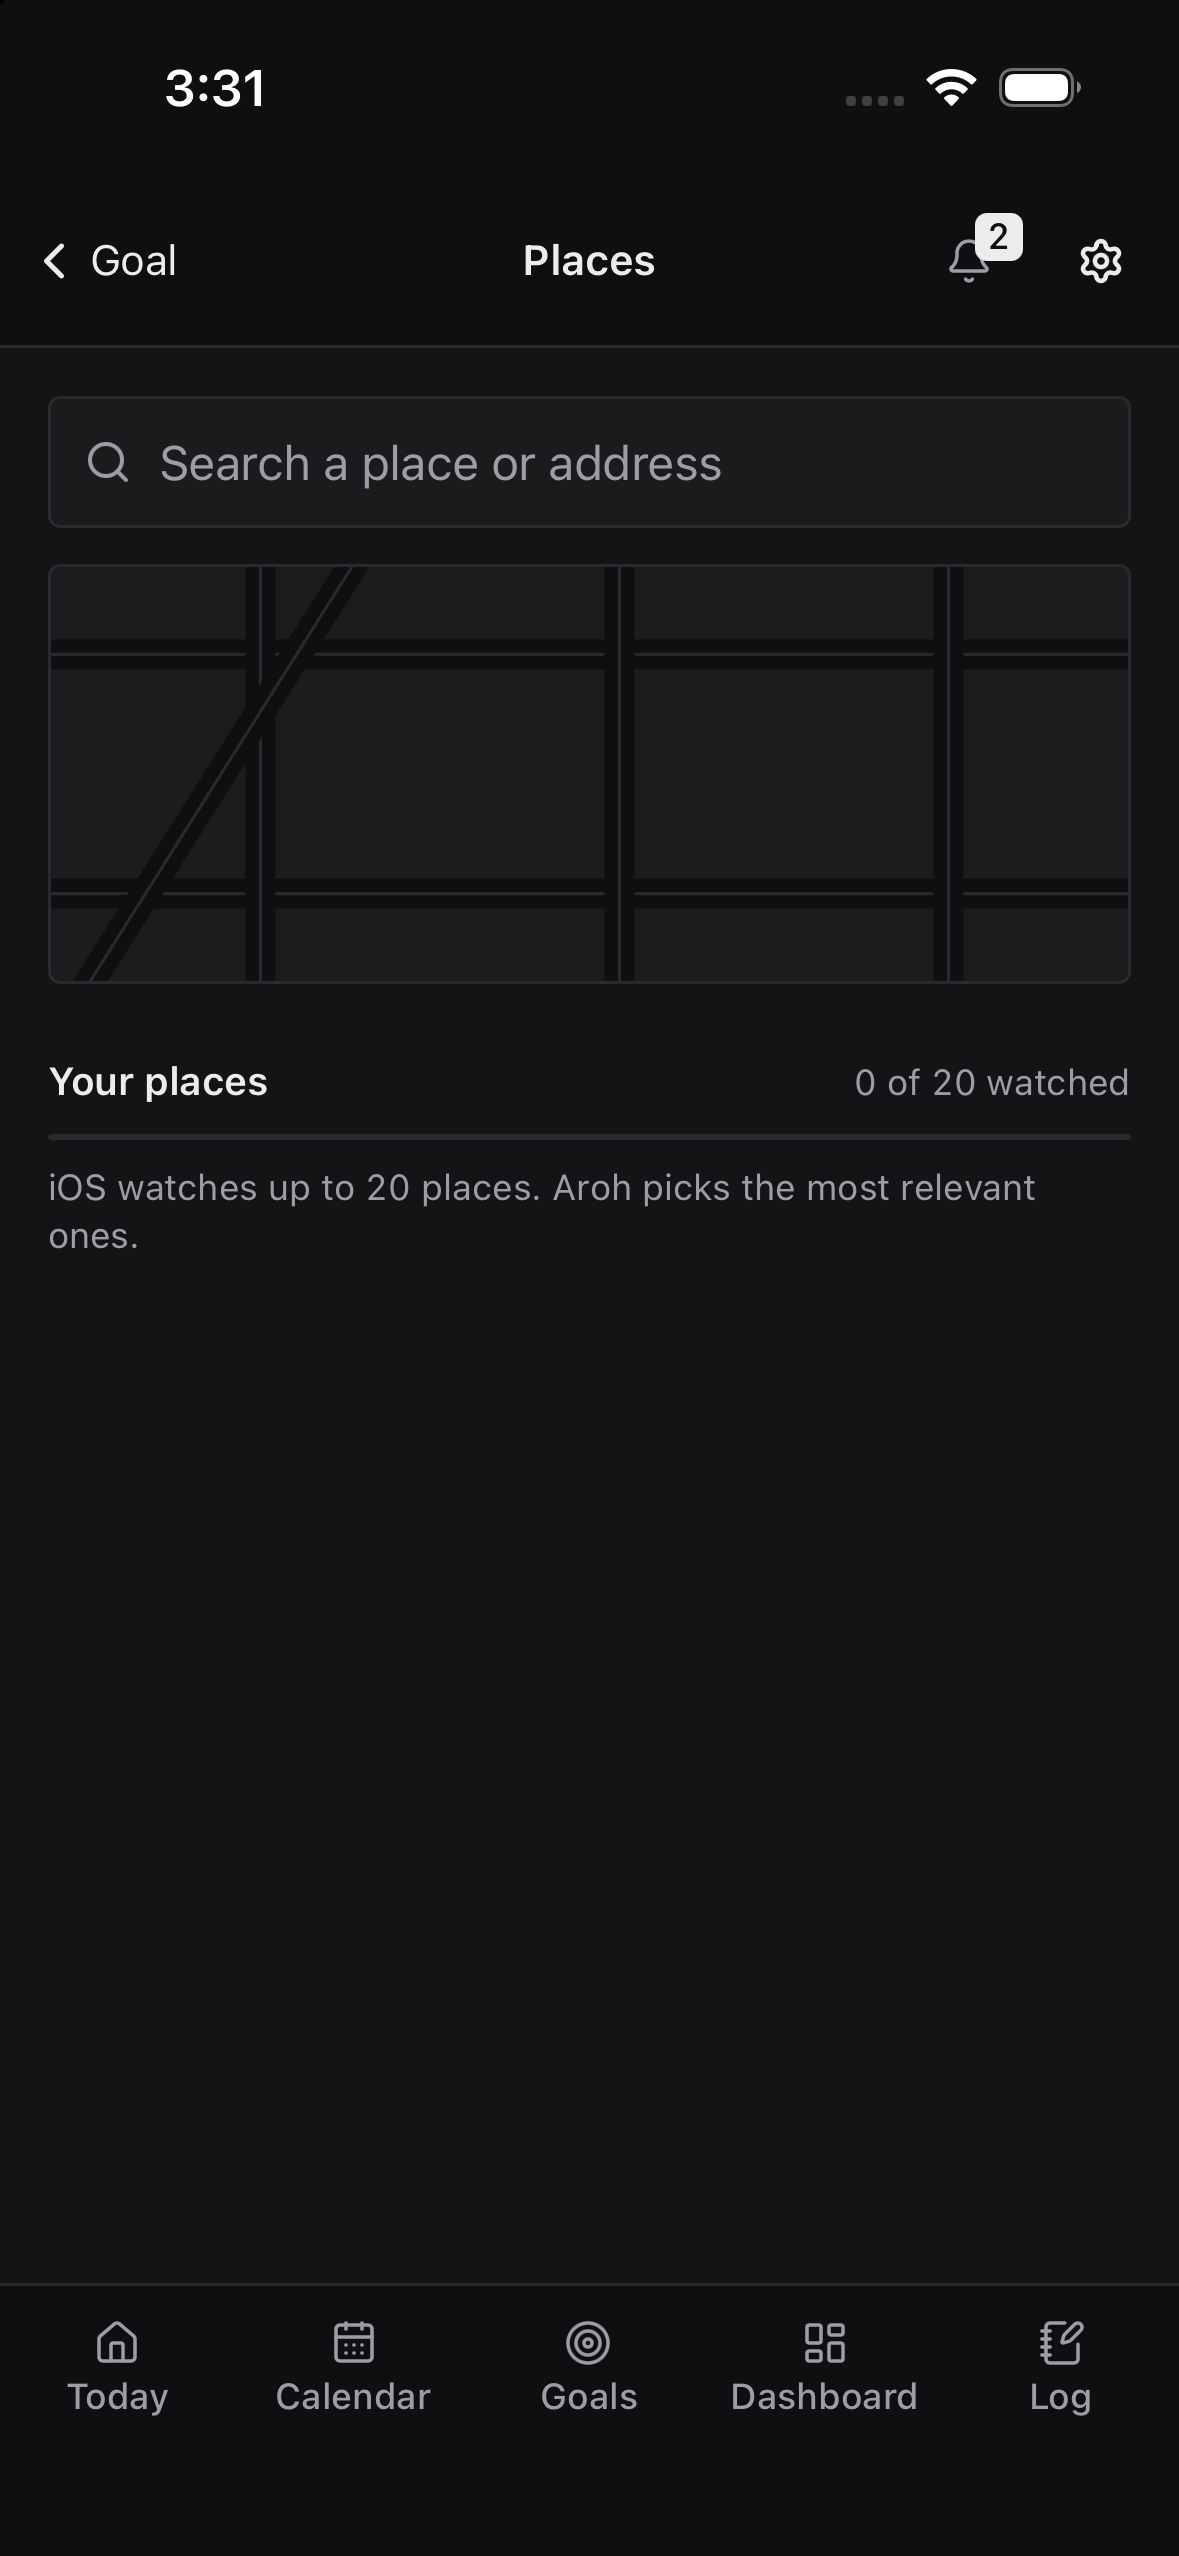 3:31
Goal
Places
2
Search a place or address
Your places
0 of 20 watched
iOS watches up to 20 places. Aroh picks the most relevant
ones.
Today
Calendar
Goals
Dashboard
Log